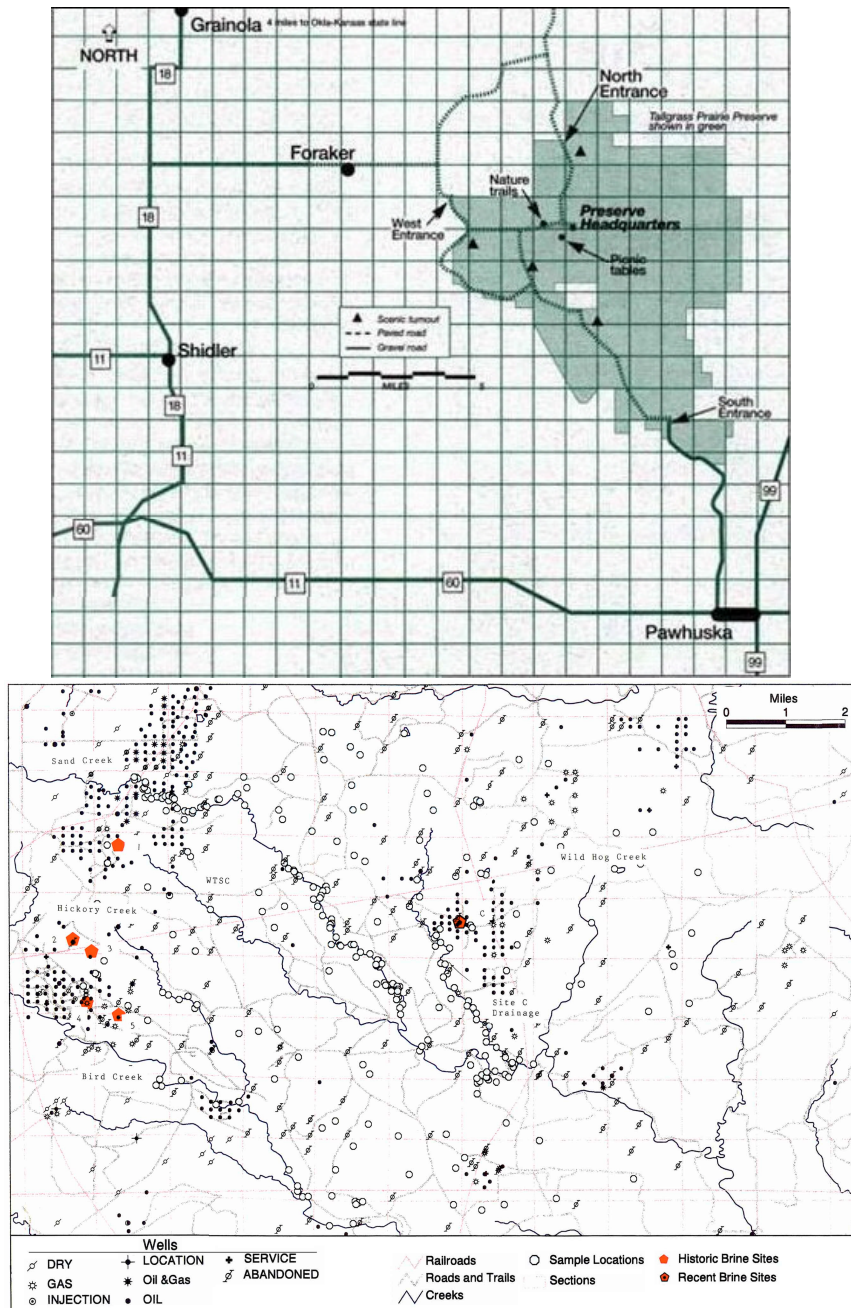 Grainola 4 miles to Okla-Kansas state line
NORTH
18
North
Entrance
Tallgrass Prairie Preserve
shown in green
Foraker
Nature
trails
18
West
Entrance
Preserve
Headquarters
Picnic
tables
Scenic turnout
Paved road
Gravel road
11
Shidler
0 MILES 5
18
South
Entrance
11
99
60
11
60
Pawhuska
99
Miles
0 1 2
Sand Creek
1
WTSC
Wild Hog Creek
Hickory Creek
C
2
3
Site C
Drainage
4
5
Bird Creek
Wells
DRY
GAS
INJECTION
LOCATION
Oil &Gas
OIL
SERVICE
ABANDONED
Railroads
Roads and Trails
Creeks
Sample Locations
Sections
Historic Brine Sites
Recent Brine Sites